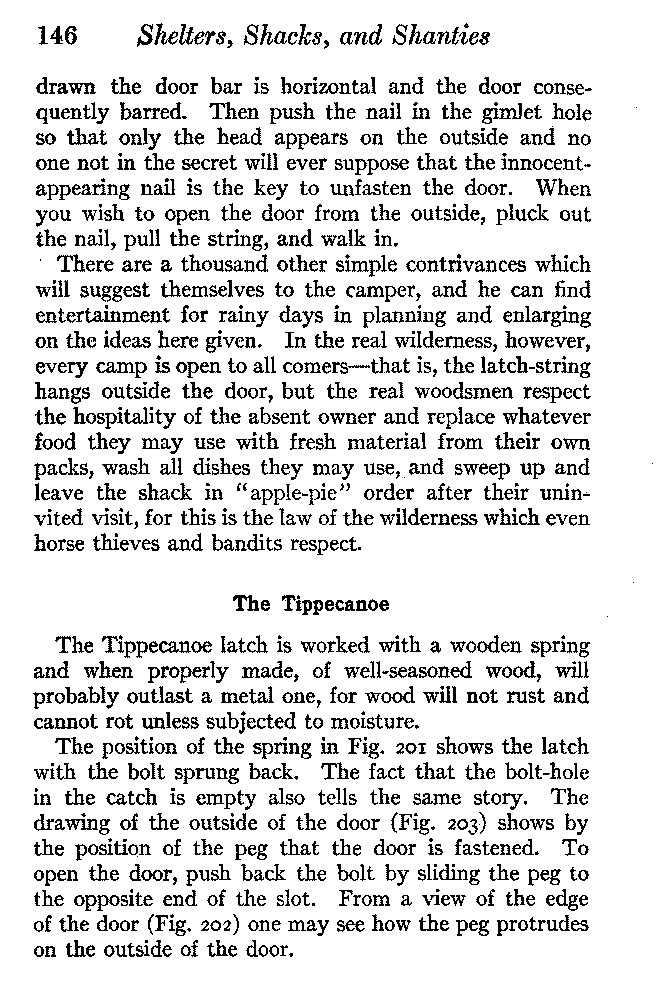 146 Shelters, Shacks, and Shanties
drawn the door bar is horizontal and the door conse-
quently barred. Then push the nail in the gimlet hole
so that only the head appears on the outside and no
one not in the secret will ever suppose that the innocent-
appearing nail is the key to unfasten the door. When
you wish to open the door from the outside, pluck out
the nail, pull the string, and walk in.
There are a thousand other simple contrivances which
will suggest themselves to the camper, and he can find
entertainment for rainy days in planning and enlarging
on the ideas here given. In the real wilderness, however,
every camp is open to all comers—that is, the latch-string
hangs outside the door, but the real woodsmen respect
the hospitality of the absent owner and replace whatever
food they may use with fresh material from their own
packs, wash all dishes they may use, and sweep up and
leave the shack in "apple-pie" order after their unin-
vited visit, for this is the law of the wilderness which even
horse thieves and bandits respect.
The Tippecanoe
The Tippecanoe latch is worked with a wooden spring
and when properly made, of well-seasoned wood, will
probably outlast a metal one, for wood will not rust and
cannot rot unless subjected to moisture.
The position of the spring in Fig. 201 shows the latch
with the bolt sprung back. The fact that the bolt-hole
in the catch is empty also tells the same story. The
drawing of the outside of the door (Fig. 203) shows by
the position of the peg that the door is fastened. To
open the door, push back the bolt by sliding the peg to
the opposite end of the slot. From a view of the edge
of the door (Fig. 202) one may see how the peg protrudes
on the outside of the door.